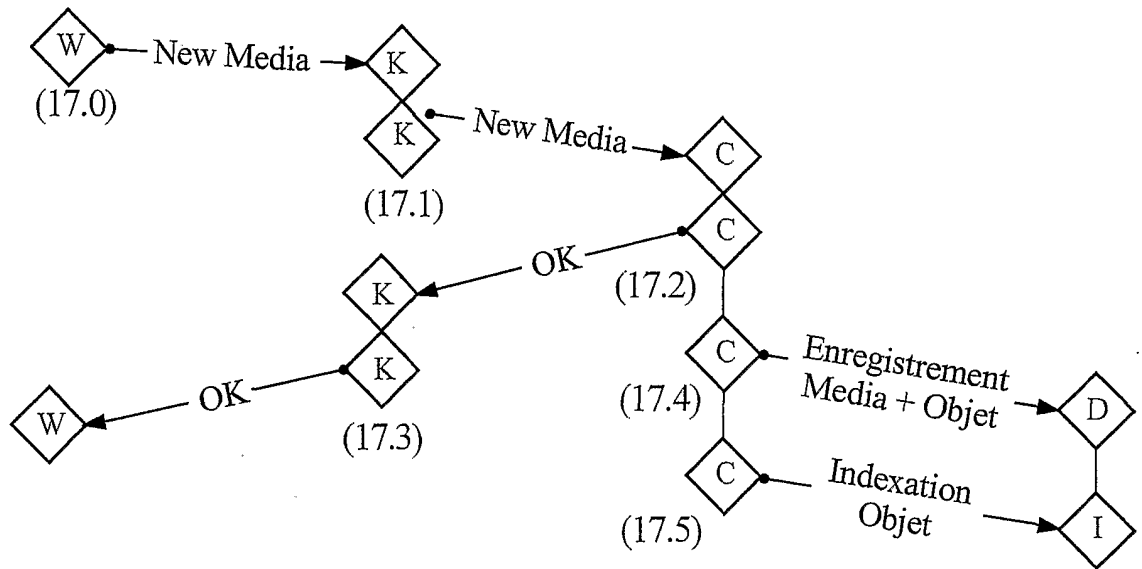 W
New Media
K
(17.0)
K
New Media
C
(17.1)
C
OK
(17.2)
K
K
OK
W
(17.3)
C
Enregistrement
Media + Objet
(17.4)
D
C
Indexation
Objet
(17.5)
I